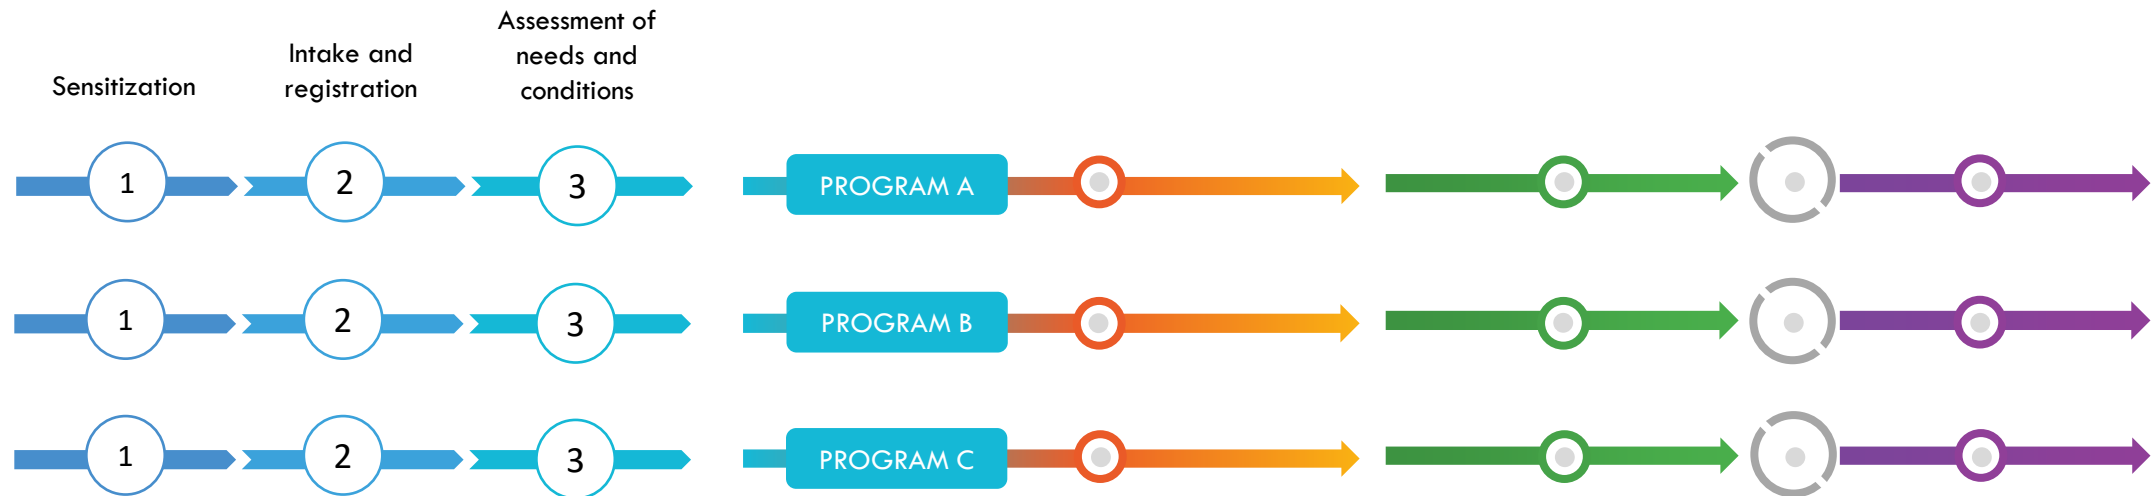 Sensitization
Intake and
registration
Assessment of
needs and
conditions
1
2
3
PROGRAM A
1
2
3
PROGRAM B
1
2
3
PROGRAM C